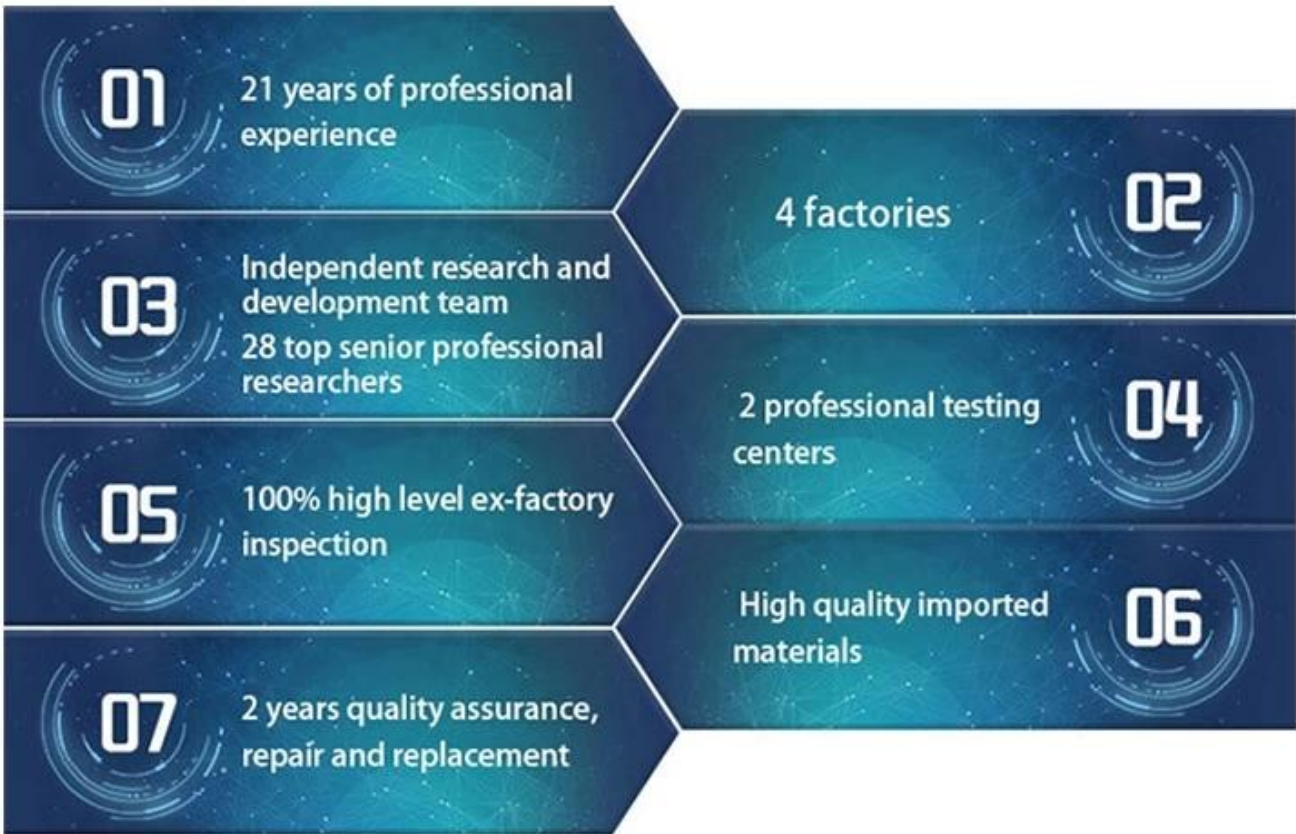 01
21 years of professional
experience
02
4 factories
03
Independent research and
development team
28 top senior professional
researchers
04
2 professional testing
centers
05
100% high level ex-factory
inspection
06
High quality imported
materials
07
2 years quality assurance,
repair and replacement